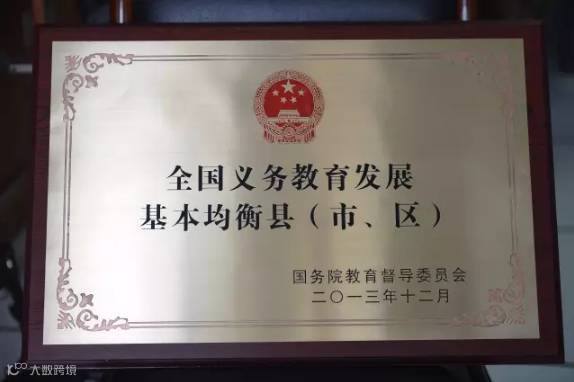 全国义务教育发展
基本均衡县（市、区）
国务院教育督导委员会
二〇一三年十二月
大数跨境